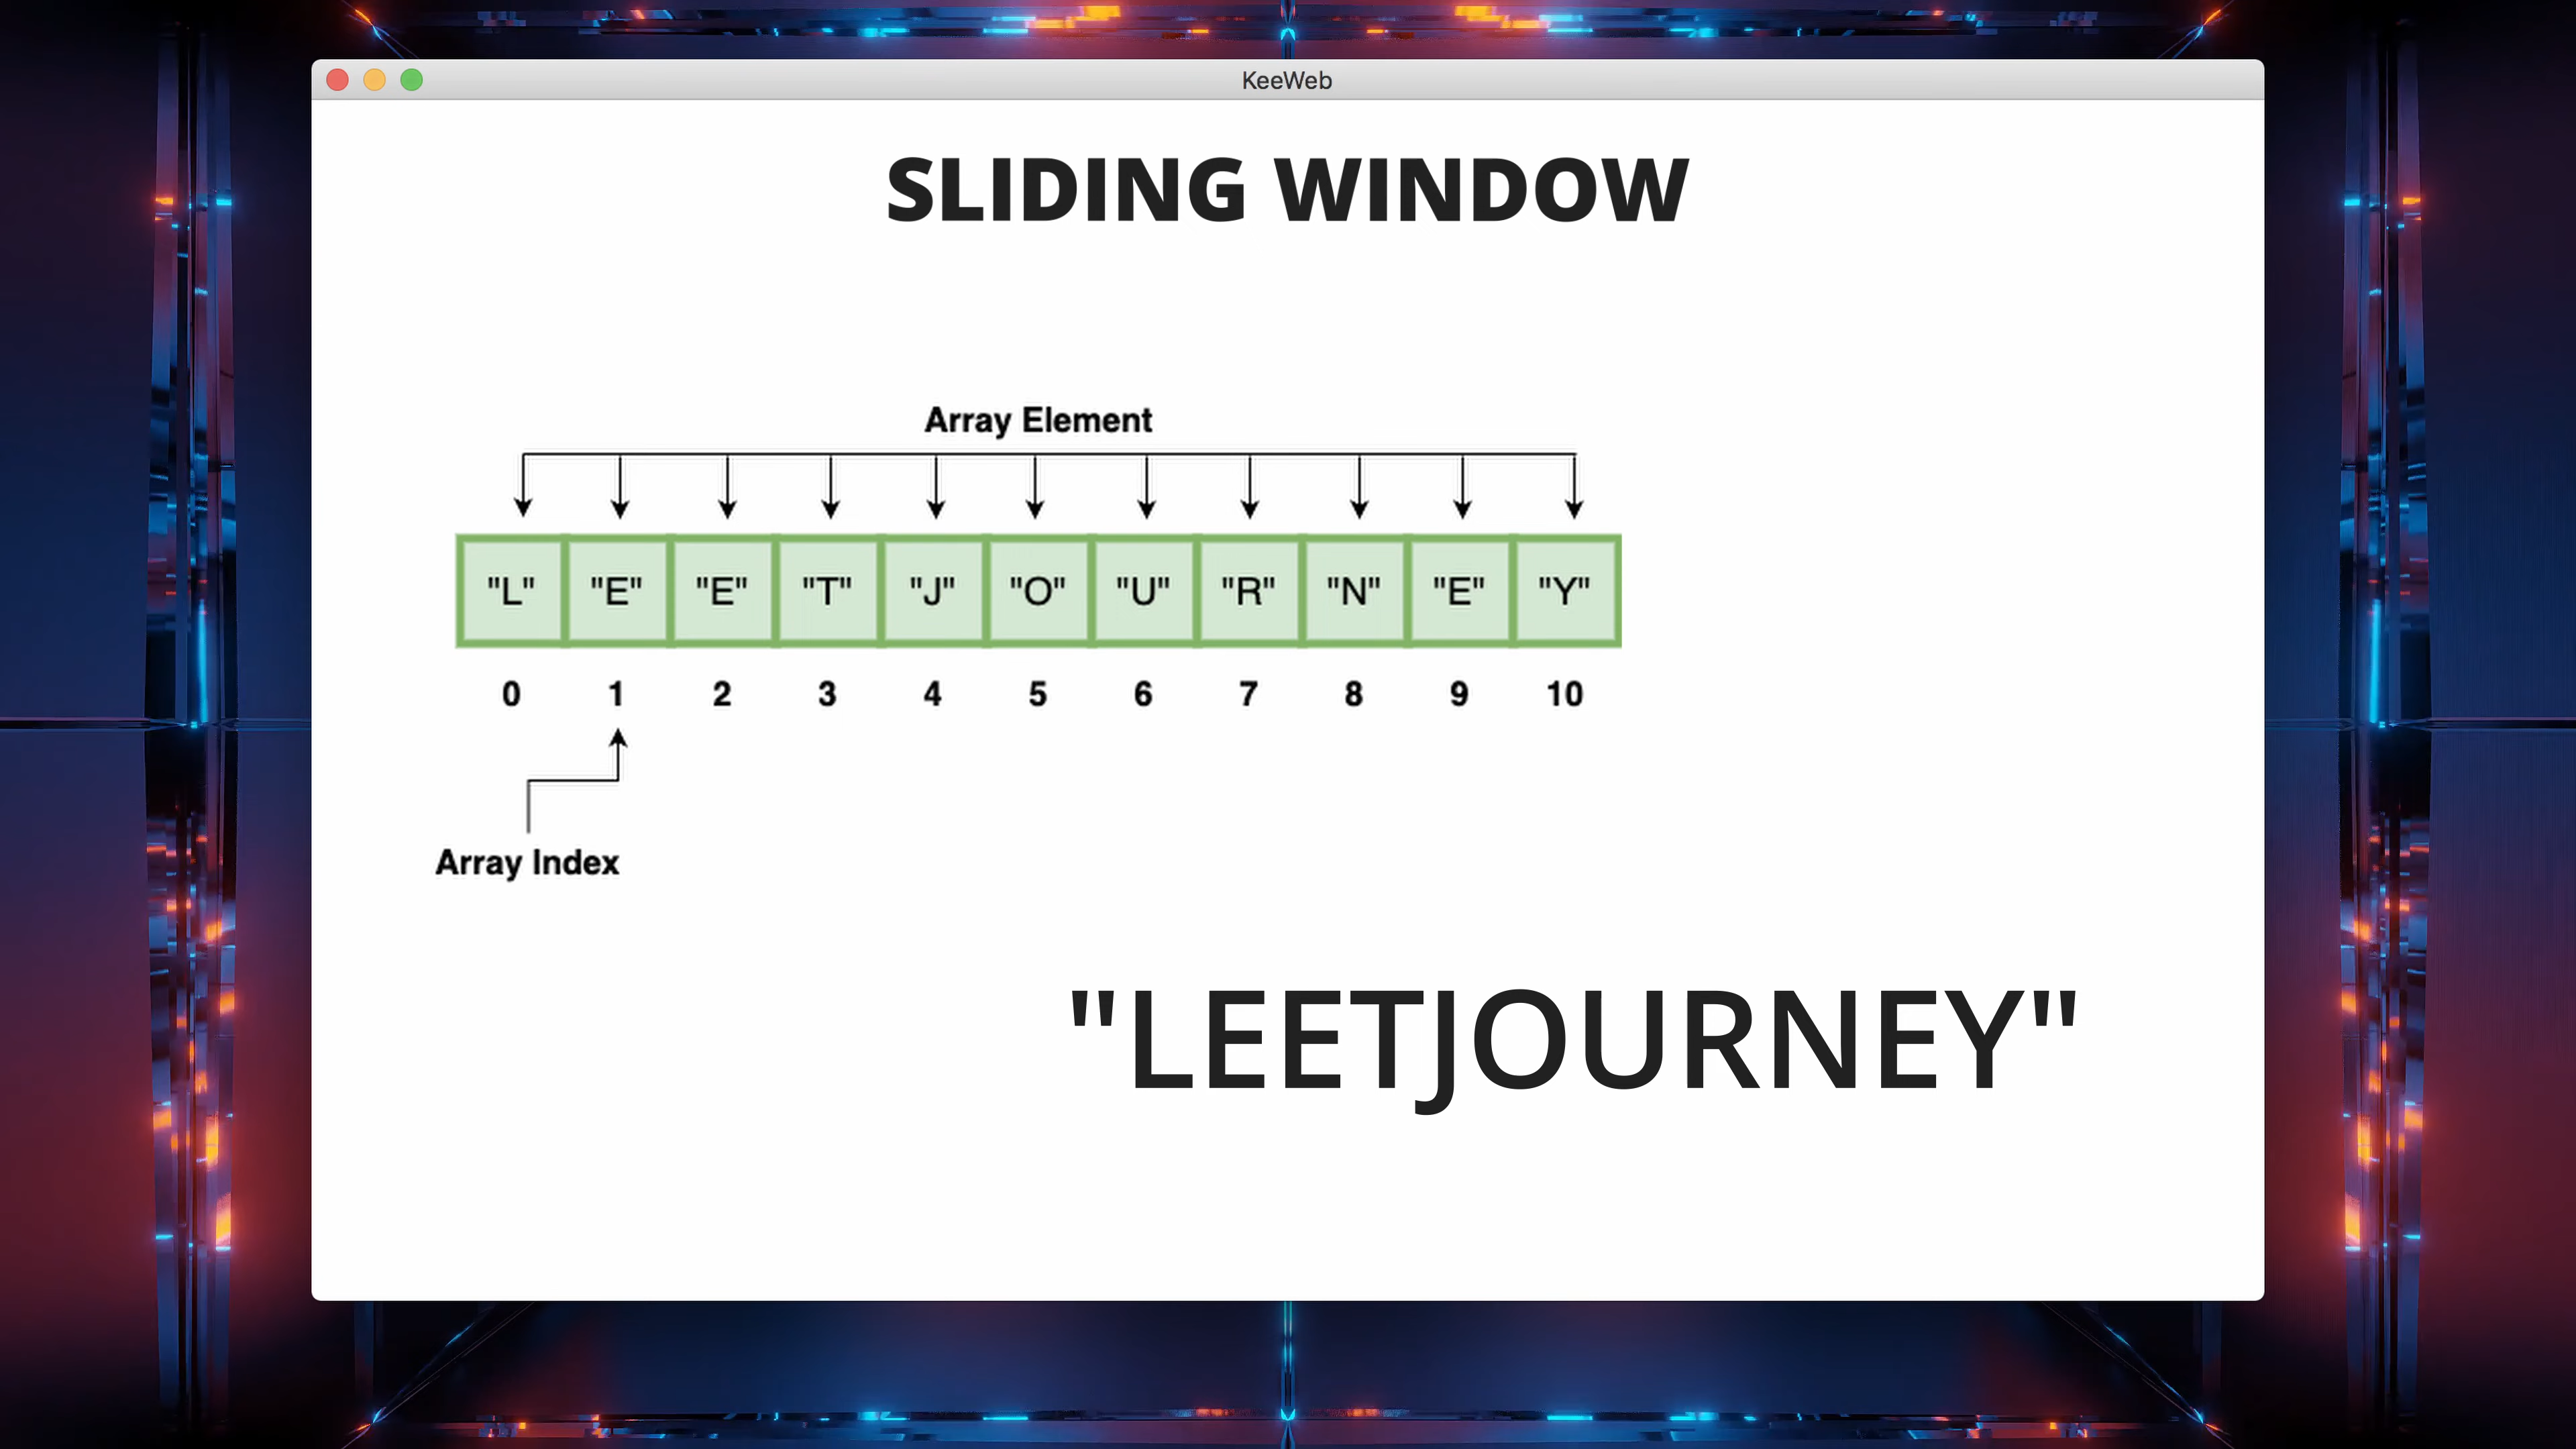 KeeWeb
SLIDING WINDOW
Array Element
"L" "E" "E" "T" "J" "O" "U" "R" "N" "E" "Y"
0 1 2 3 4 5 6 7 8 9 10
Array Index
"LEETJOURNEY"